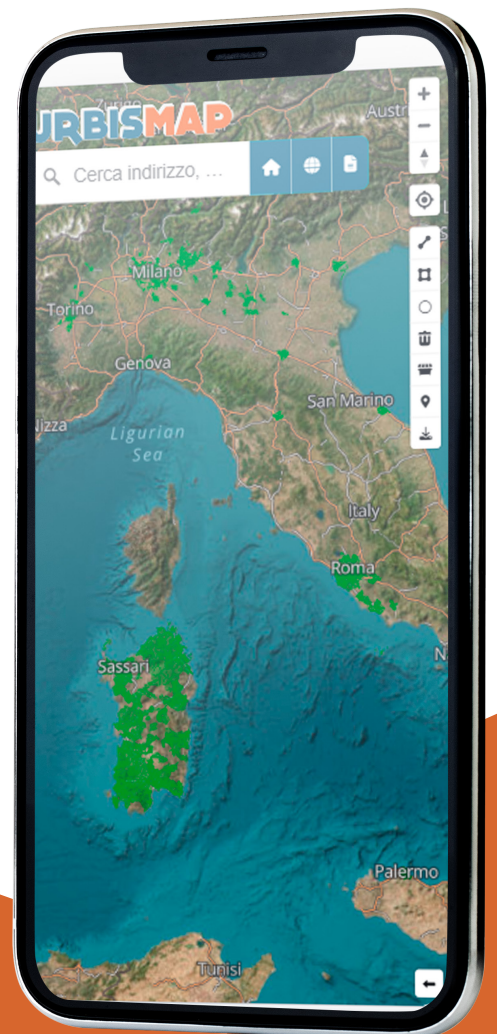 Zurigo
Austr
URBISMAP
Cerca indirizzo, ...
Milano
Torino
Genova
San Marino
Nizza
Ligurian
Sea
Italy
Roma
N
Sassari
Palermo
Tunisi